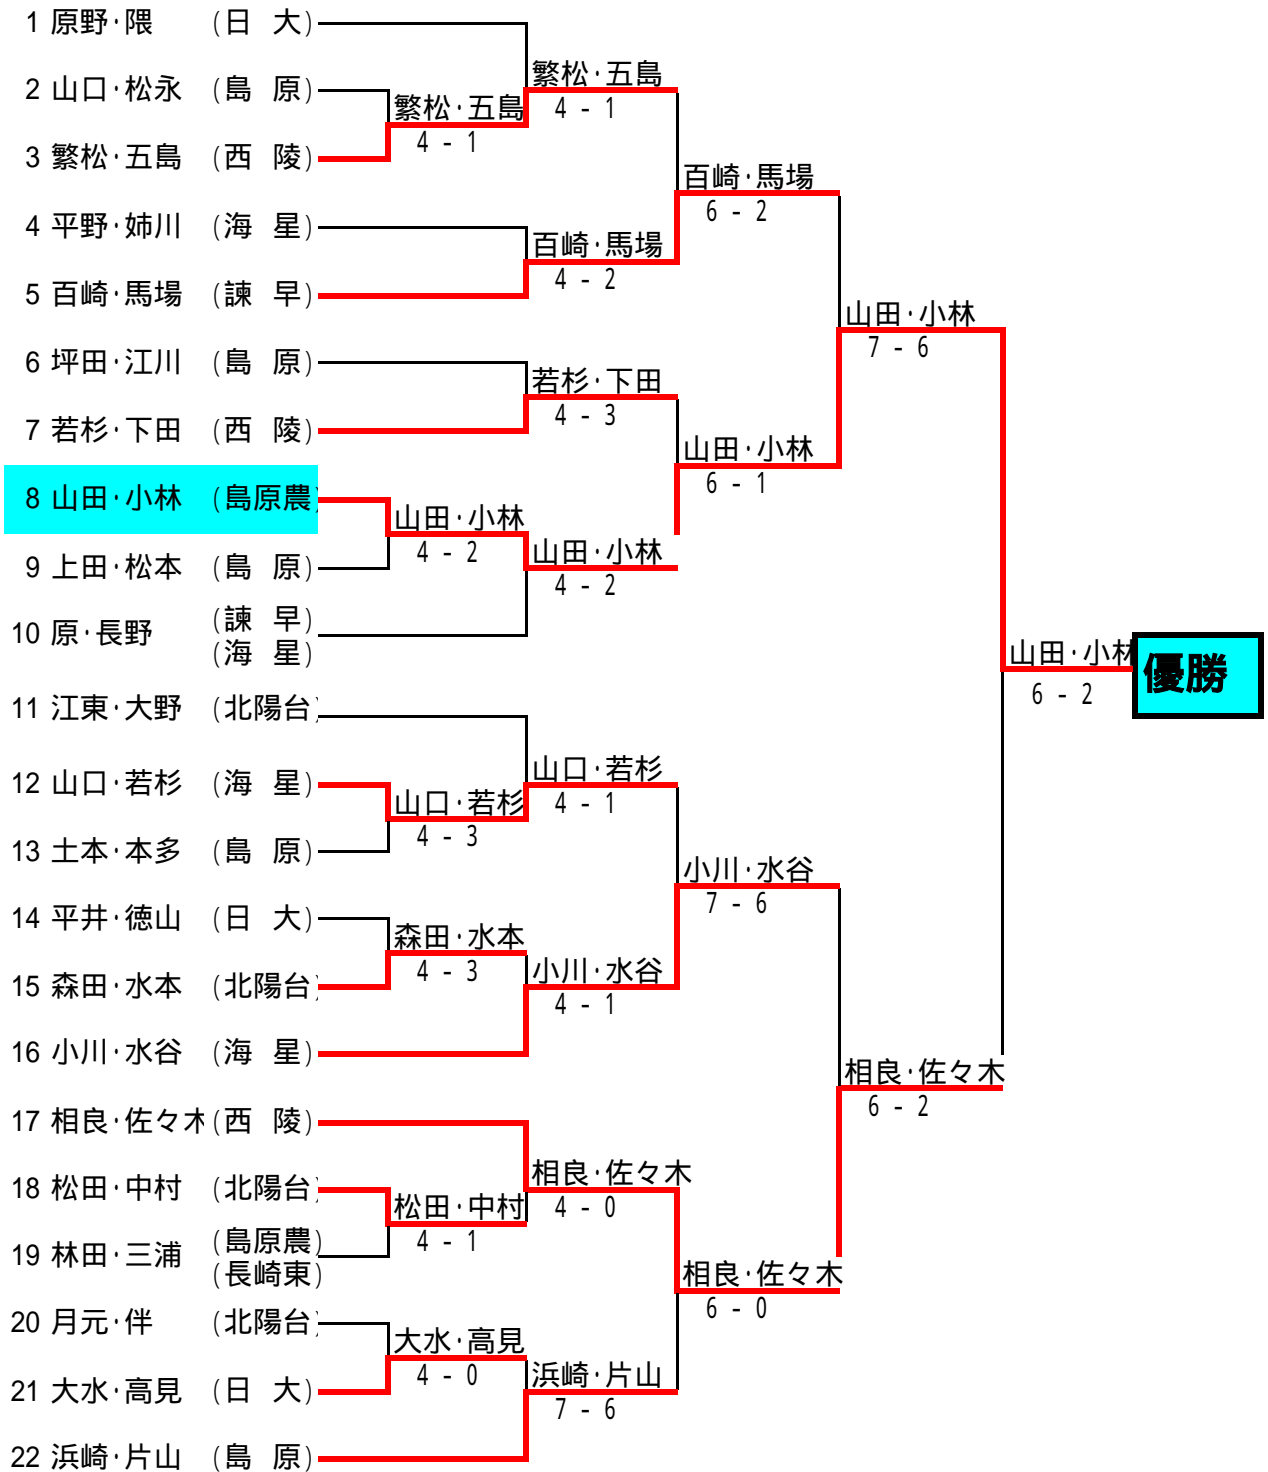 1 原野･隈 (日 大)
2 山口･松永 (島 原)
3 繁松･五島 (西 陵)
4 平野･姉川 (海 星)
5 百崎･馬場 (諫 早)
6 坪田･江川 (島 原)
7 若杉･下田 (西 陵)
8 山田･小林 (島原農)
9 上田･松本 (島 原)
10 原･長野 (諫 早)
(海 星)
11 江東･大野 (北陽台)
12 山口･若杉 (海 星)
13 土本･本多 (島 原)
14 平井･徳山 (日 大)
15 森田･水本 (北陽台)
16 小川･水谷 (海 星)
17 相良･佐々木 (西 陵)
18 松田･中村 (北陽台)
19 林田･三浦 (島原農)
(長崎東)
20 月元･伴 (北陽台)
21 大水･高見 (日 大)
22 浜崎･片山 (島 原)
繁松･五島
4 - 1
山田･小林
4 - 2
山口･若杉
4 - 3
森田･水本
4 - 3
松田･中村
4 - 1
大水･高見
4 - 0
繁松･五島
4 - 1
百崎･馬場
4 - 2
若杉･下田
4 - 3
山田･小林
4 - 2
山口･若杉
4 - 1
小川･水谷
4 - 1
相良･佐々木
4 - 0
浜崎･片山
7 - 6
百崎･馬場
6 - 2
山田･小林
6 - 1
小川･水谷
7 - 6
相良･佐々木
6 - 0
山田･小林
7 - 6
相良･佐々木
6 - 2
山田･小林
6 - 2
優勝